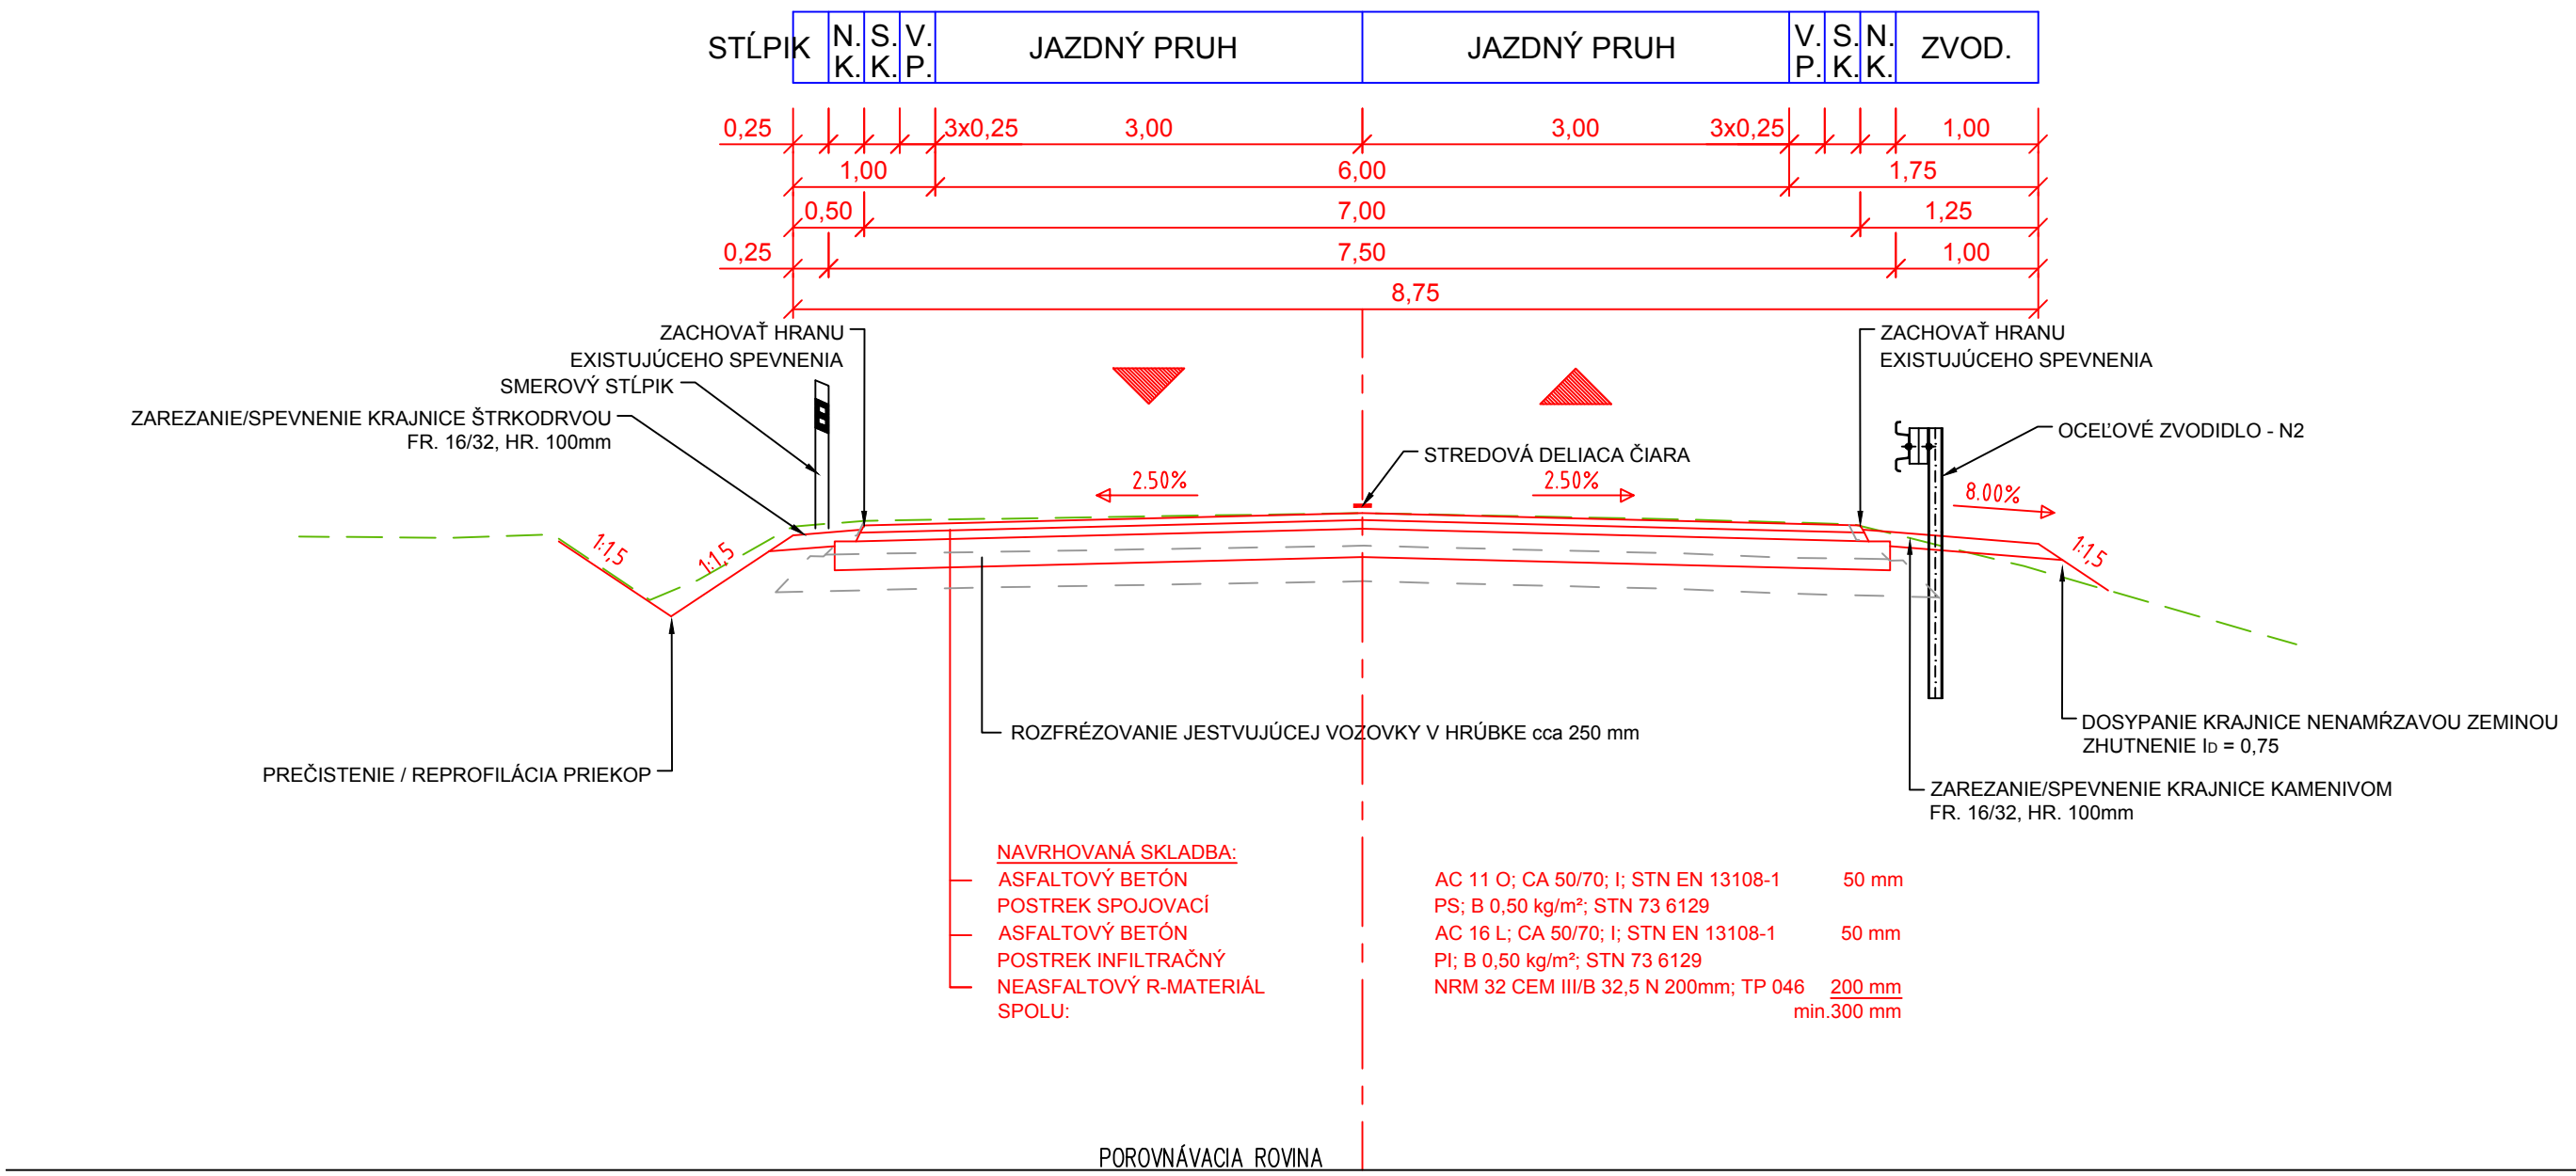 STĹPIK N. K. S. K. V. P. JAZDNÝ PRUH JAZDNÝ PRUH V. P. S. K. N. K. ZVOD.
0,25 3x0,25 3,00 3,00 3x0,25 1,00
1,00 6,00 1,75
0,50 7,00 1,25
0,25 7,50 1,00
8,75
ZACHOVAŤ HRANU
EXISTUJÚCEHO SPEVNENIA
ZACHOVAŤ HRANU
EXISTUJÚCEHO SPEVNENIA
SMEROVÝ STĹPIK
ZAREZANIE/SPEVNENIE KRAJNICE ŠTRKODRVOU
FR. 16/32, HR. 100mm
OCEĽOVÉ ZVODIDLO - N2
STREDOVÁ DELIACA ČIARA
2.50% 2.50% 8.00%
1:1,5 1:1,5 1:1,5
ROZFRÉZOVANIE JESTVUJÚCEJ VOZOVKY V HRÚBKE cca 250 mm
DOSYPANIE KRAJNICE NENAMŔZAVOU ZEMINOU
ZHUTNENIE ID = 0,75
PREČISTENIE / REPROFILÁCIA PRIEKOP
ZAREZANIE/SPEVNENIE KRAJNICE KAMENIVOM
FR. 16/32, HR. 100mm
NAVRHOVANÁ SKLADBA:
ASFALTOVÝ BETÓN AC 11 O; CA 50/70; I; STN EN 13108-1 50 mm
POSTREK SPOJOVACÍ PS; B 0,50 kg/m²; STN 73 6129
ASFALTOVÝ BETÓN AC 16 L; CA 50/70; I; STN EN 13108-1 50 mm
POSTREK INFILTRAČNÝ PI; B 0,50 kg/m²; STN 73 6129
NEASFALTOVÝ R-MATERIÁL NRM 32 CEM III/B 32,5 N 200mm; TP 046 200 mm
SPOLU: min.300 mm
POROVNÁVACIA ROVINA